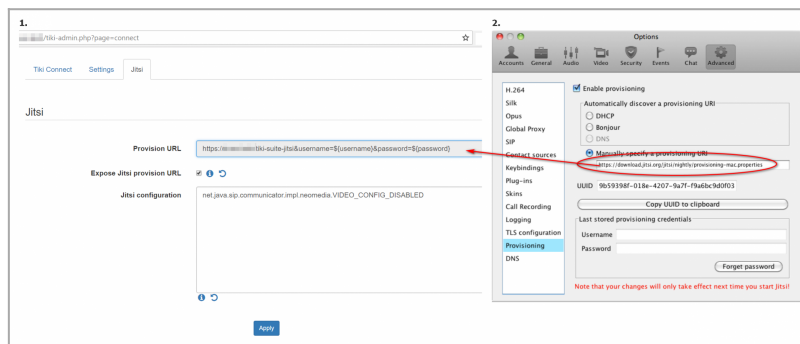 1.
/tiki-admin.php?page=connect
Tiki Connect Settings Jitsi
Jitsi
Provision URL https: tiki-suite-jitsi&username=${username}&password=${password}
Expose Jitsi provision URL
Jitsi configuration net.java.sip.communicator.impl.neomedia.VIDEO_CONFIG_DISABLED
Apply
2.
Options
Accounts General Audio Video Security Events Chat Advanced
H.264
Silk
Opus
Global Proxy
SIP
Contact sources
Keybindings
Plug-ins
Skins
Call Recording
Logging
TLS configuration
Provisioning
DNS
Enable provisioning
Automatically discover a provisioning URI
DHCP
Bonjour
DNS
Manually specify a provisioning URI
https://download.jitsi.org/jitsi/nightly/provisioning-mac.properties
UUID 9b59398f-018e-4207-9a7f-f9a6bc9d0f03
Copy UUID to clipboard
Last stored provisioning credentials
Username
Password
Forget password
Note that your changes will only take effect next time you start Jitsi!